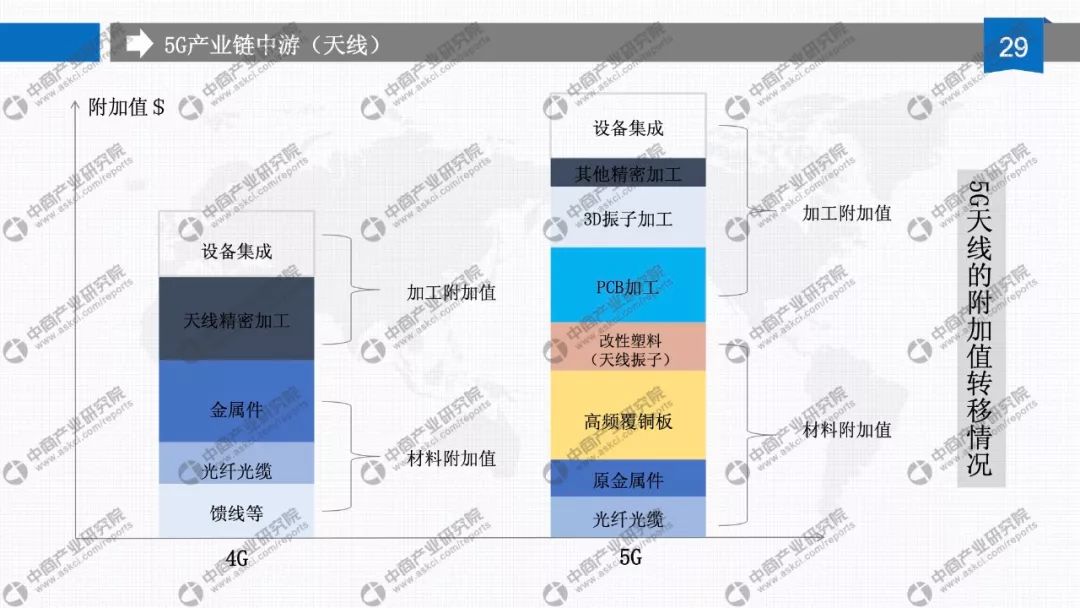 5G产业链中游（天线）
29
附加值$
设备集成
天线精密加工
金属件
光纤光缆
馈线等
加工附加值
材料附加值
4G
设备集成
其他精密加工
3D振子加工
PCB加工
改性塑料
（天线振子）
高频覆铜板
原金属件
光纤光缆
加工附加值
材料附加值
5G
5G天线的附加值转移情况
中商产业研究院
www.askci.com/reports